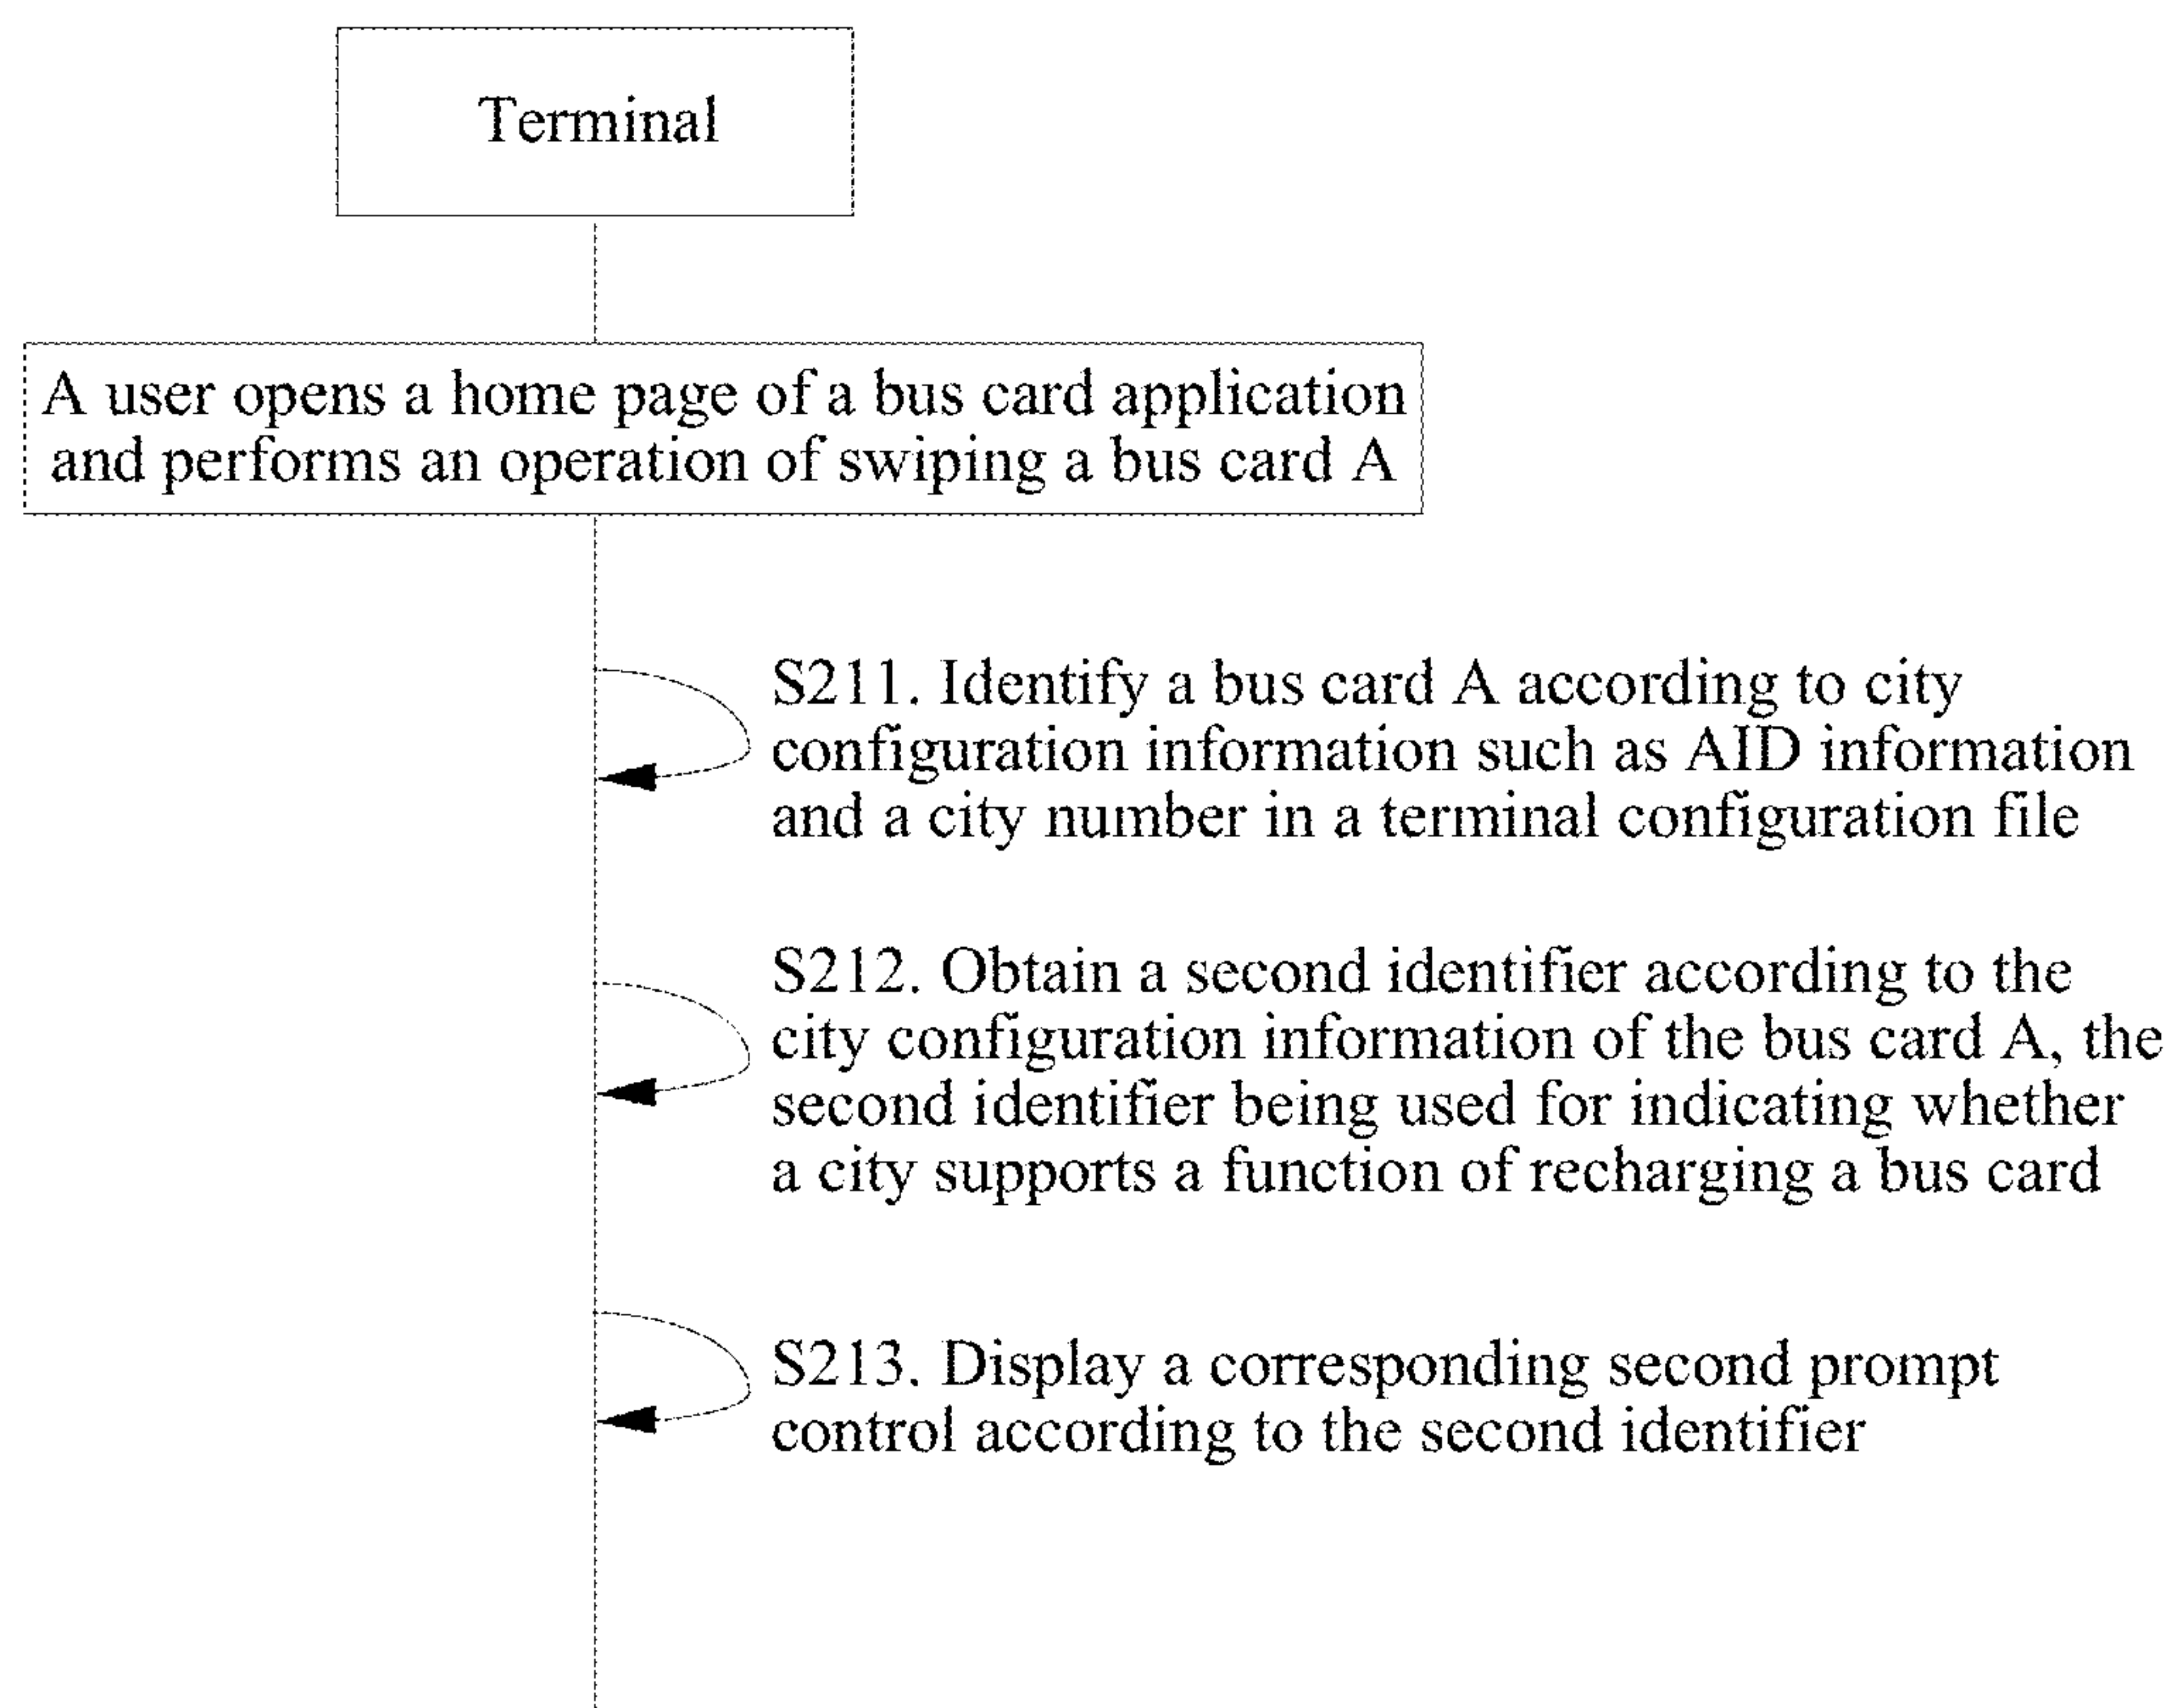 Terminal
A user opens a home page of a bus card application
and performs an operation of swiping a bus card A
S211. Identify a bus card A according to city
configuration information such as AID information
and a city number in a terminal configuration file
S212. Obtain a second identifier according to the
city configuration information of the bus card A, the
second identifier being used for indicating whether
a city supports a function of recharging a bus card
S213. Display a corresponding second prompt
control according to the second identifier